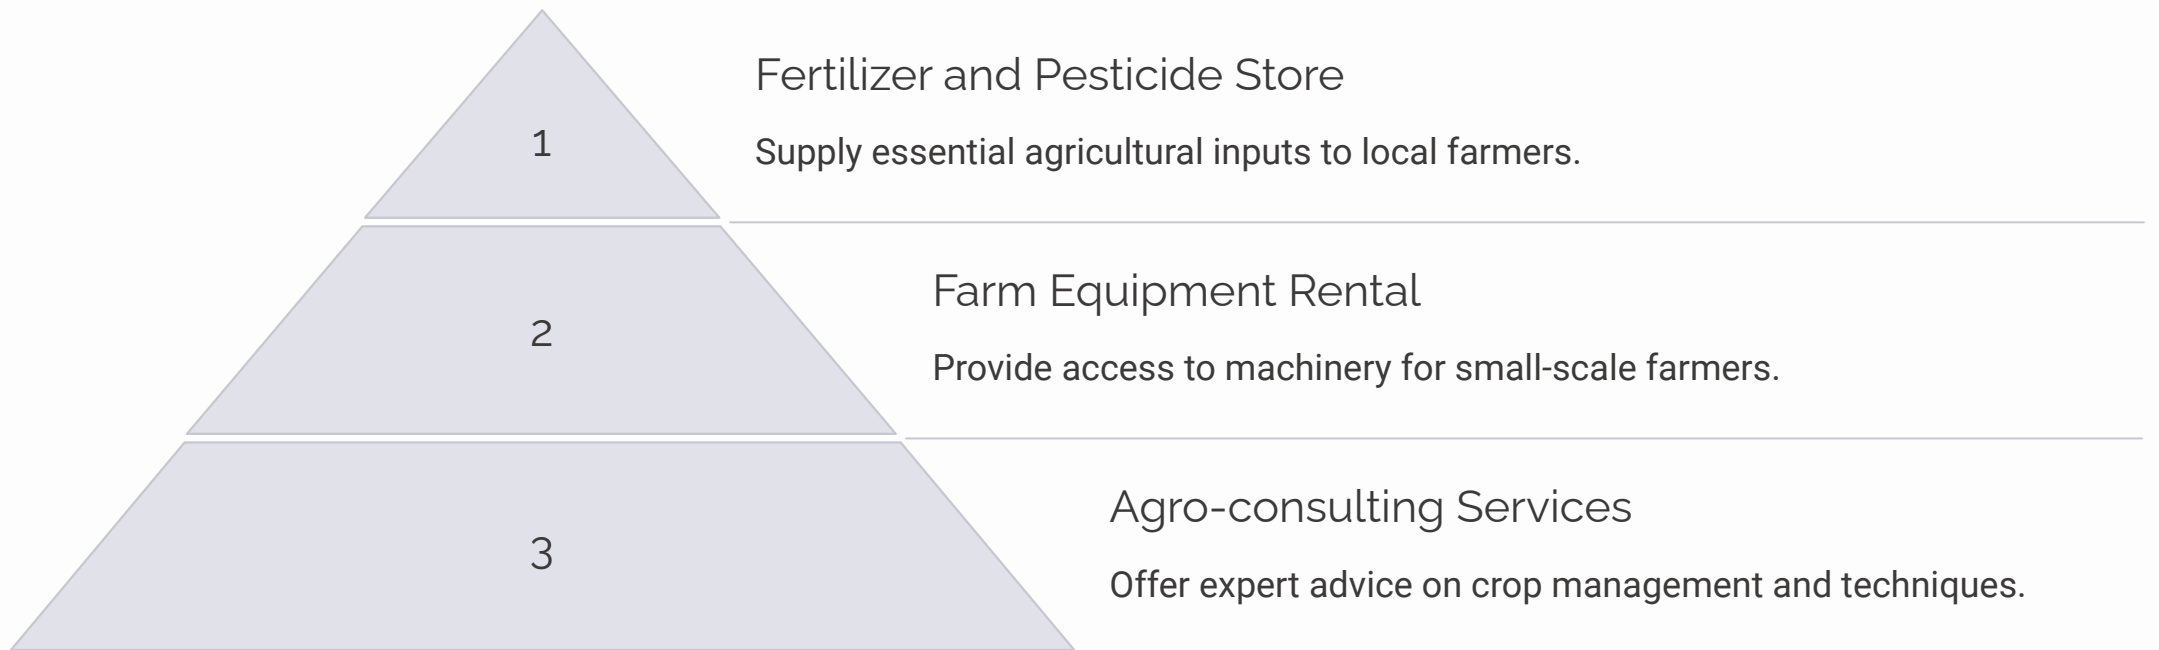 1
Fertilizer and Pesticide Store
Supply essential agricultural inputs to local farmers.
2
Farm Equipment Rental
Provide access to machinery for small-scale farmers.
3
Agro-consulting Services
Offer expert advice on crop management and techniques.